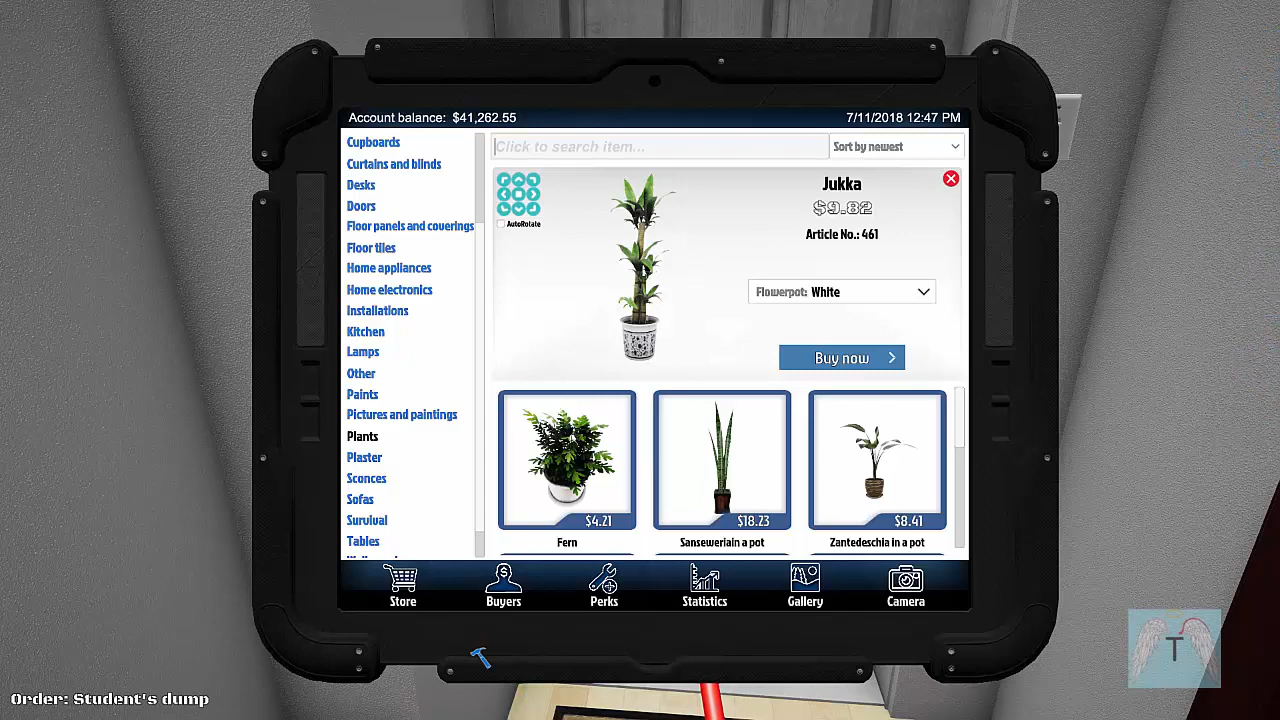 Account balance: $41,262.55
7/11/2018 12:47 PM
Cupboards
Curtains and blinds
Desks
Doors
Floor panels and coverings
Floor tiles
Home appliances
Home electronics
Installations
Kitchen
Lamps
Other
Paints
Pictures and paintings
Plants
Plaster
Sconces
Sofas
Survival
Tables
Click to search item...
Sort by newest
AutoRotate
Jukka
$9.82
Article No.: 461
Flowerpot: White
Buy now
$4.21
$18.23
$8.41
Fern
Sanseweriain a pot
Zantedeschia in a pot
Store
Buyers
Perks
Statistics
Gallery
Camera
Order: Student's dump
T